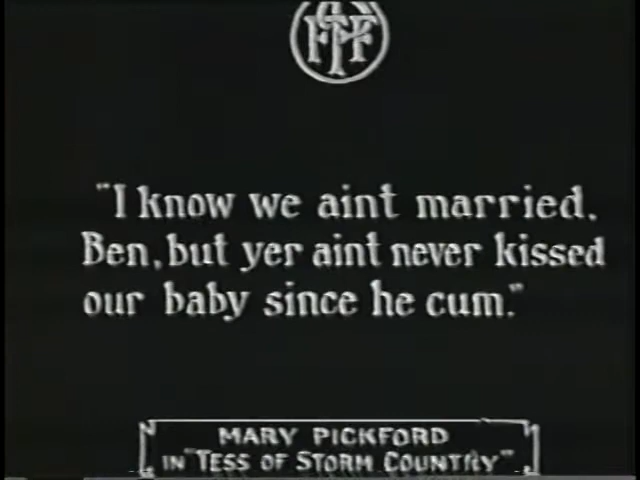 "I know we aint married.
Ben, but yer aint never kissed
our baby since he cum."
MARY PICKFORD
IN "TESS OF STORM COUNTRY"